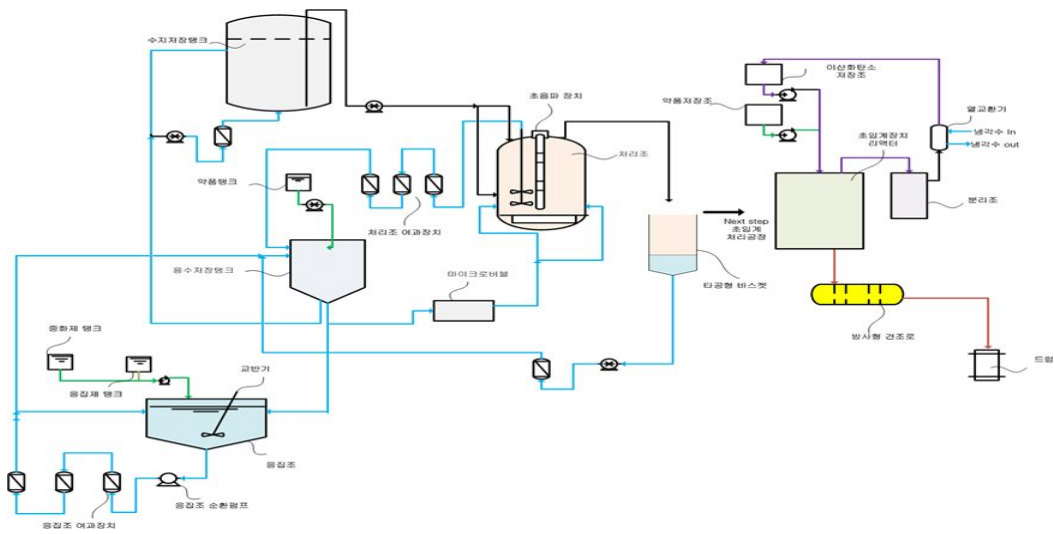 수지저장탱크
초음파 장치
처리조
약품탱크
처리조 여과장치
용수저장탱크
마이크로버블
Next step
초임계
처리공정
타공형 바스켓
중화제 탱크
응집제 탱크
교반기
응집조
응집조 순환펌프
응집조 여과장치
이산화탄소
저장조
약품저장조
초임계장치
리액터
열교환기
냉각수 In
냉각수 out
분리조
방사형 건조로
드럼